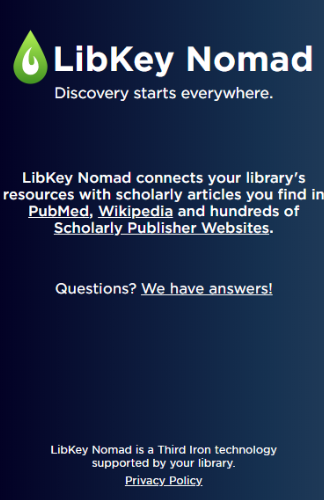 LibKey Nomad
Discovery starts everywhere.
LibKey Nomad connects your library's
resources with scholarly articles you find in
PubMed, Wikipedia and hundreds of
Scholarly Publisher Websites.
Questions? We have answers!
LibKey Nomad is a Third Iron technology
supported by your library.
Privacy Policy